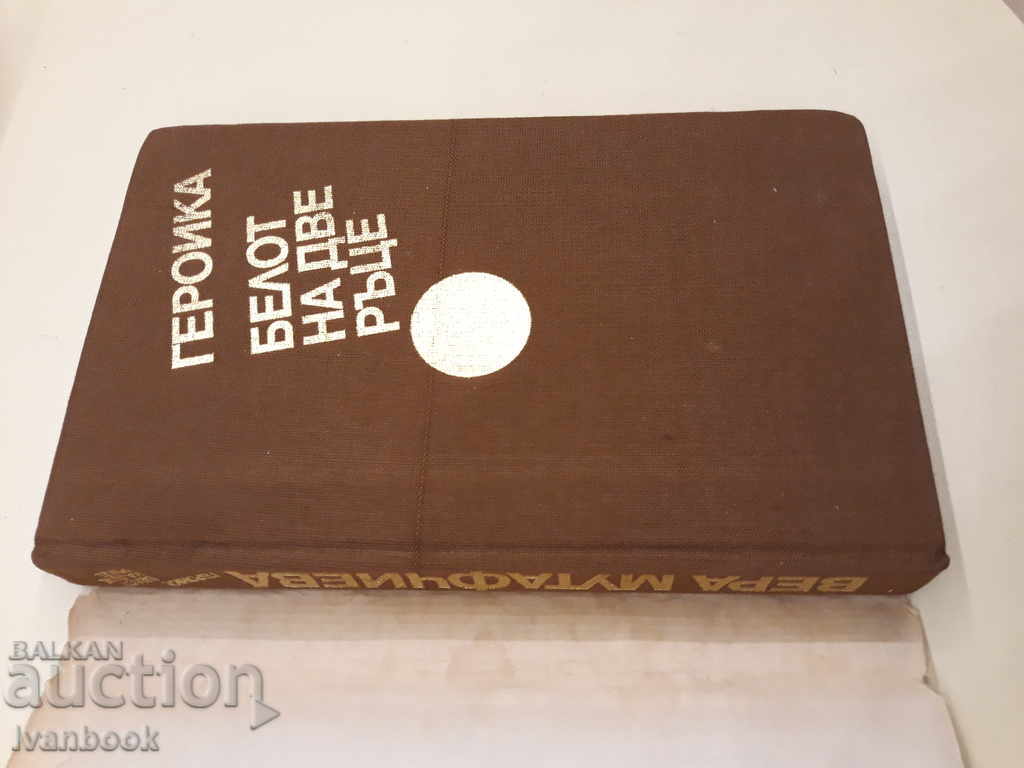 ГЕРОИКА
БЕЛОТ
НА ДВЕ
РЪЦЕ
ВЕРА МУТАФЧИЕВА
BALKAN
auction
Ivanbook